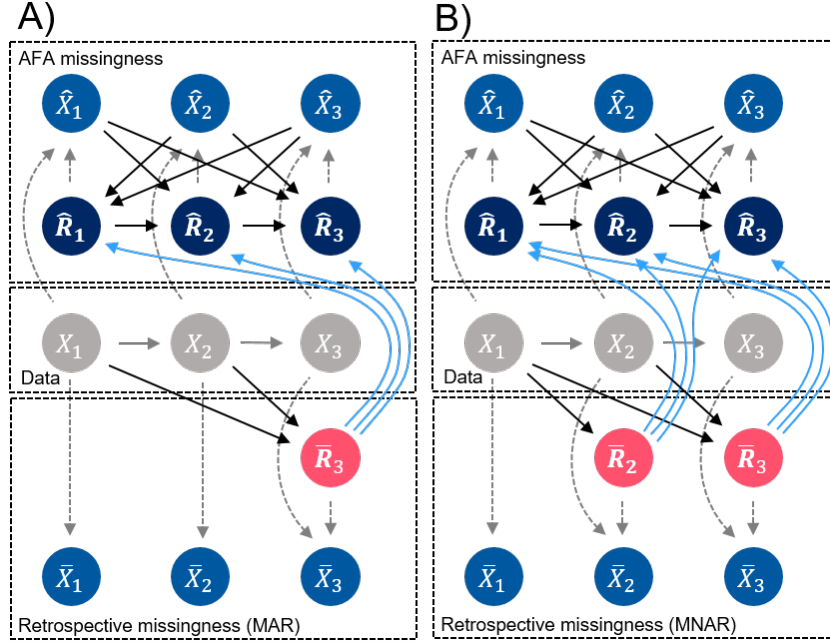 A) B)
AFA missingness AFA missingness
X̂₁ X̂₂ X̂₃ X̂₁ X̂₂ X̂₃
R̂₁ R̂₂ R̂₃ R̂₁ R̂₂ R̂₃
X₁ X₂ X₃ X₁ X₂ X₃
Data Data
R̅₃ R̅₂ R̅₃
X̅₁ X̅₂ X̅₃ X̅₁ X̅₂ X̅₃
Retrospective missingness (MAR) Retrospective missingness (MNAR)